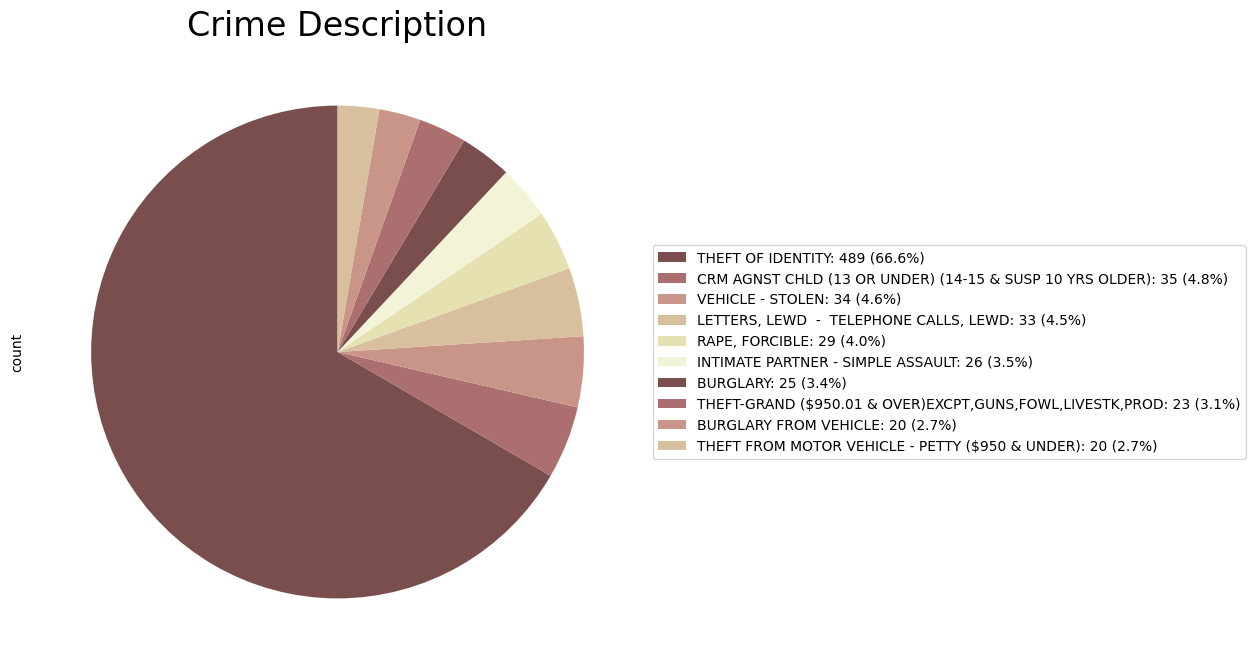 Crime Description
count
THEFT OF IDENTITY: 489 (66.6%)
CRM AGNST CHLD (13 OR UNDER) (14-15 & SUSP 10 YRS OLDER): 35 (4.8%)
VEHICLE - STOLEN: 34 (4.6%)
LETTERS, LEWD  -  TELEPHONE CALLS, LEWD: 33 (4.5%)
RAPE, FORCIBLE: 29 (4.0%)
INTIMATE PARTNER - SIMPLE ASSAULT: 26 (3.5%)
BURGLARY: 25 (3.4%)
THEFT-GRAND ($950.01 & OVER)EXCPT,GUNS,FOWL,LIVESTK,PROD: 23 (3.1%)
BURGLARY FROM VEHICLE: 20 (2.7%)
THEFT FROM MOTOR VEHICLE - PETTY ($950 & UNDER): 20 (2.7%)